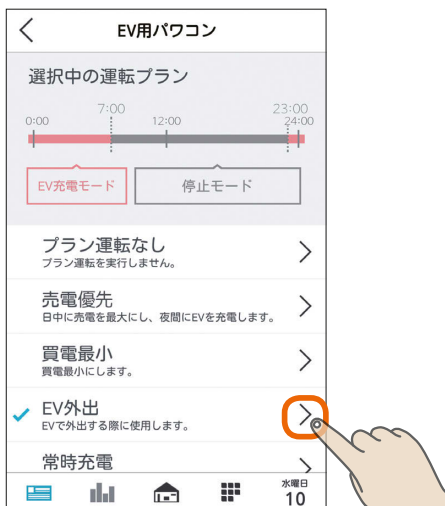 EV用パワコン
選択中の運転プラン
7:00 23:00
0:00 12:00 24:00
EV充電モード 停止モード
プラン運転なし
プラン運転を実行しません。
売電優先
日中に売電を最大にし、夜間にEVを充電します。
買電最小
買電最小にします。
EV外出
EVで外出する際に使用します。
常時充電
水曜日
10